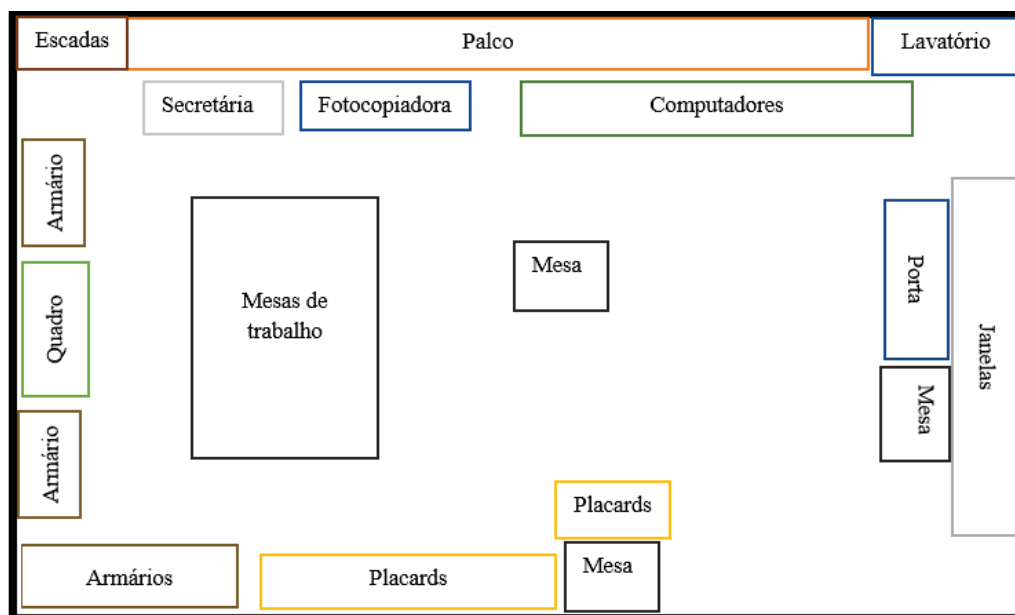 Escadas
Palco
Lavatório
Secretária
Fotocopiadora
Computadores
Armário
Quadro
Armário
Mesas de
trabalho
Mesa
Porta
Mesa
Janelas
Placards
Armários
Placards
Mesa